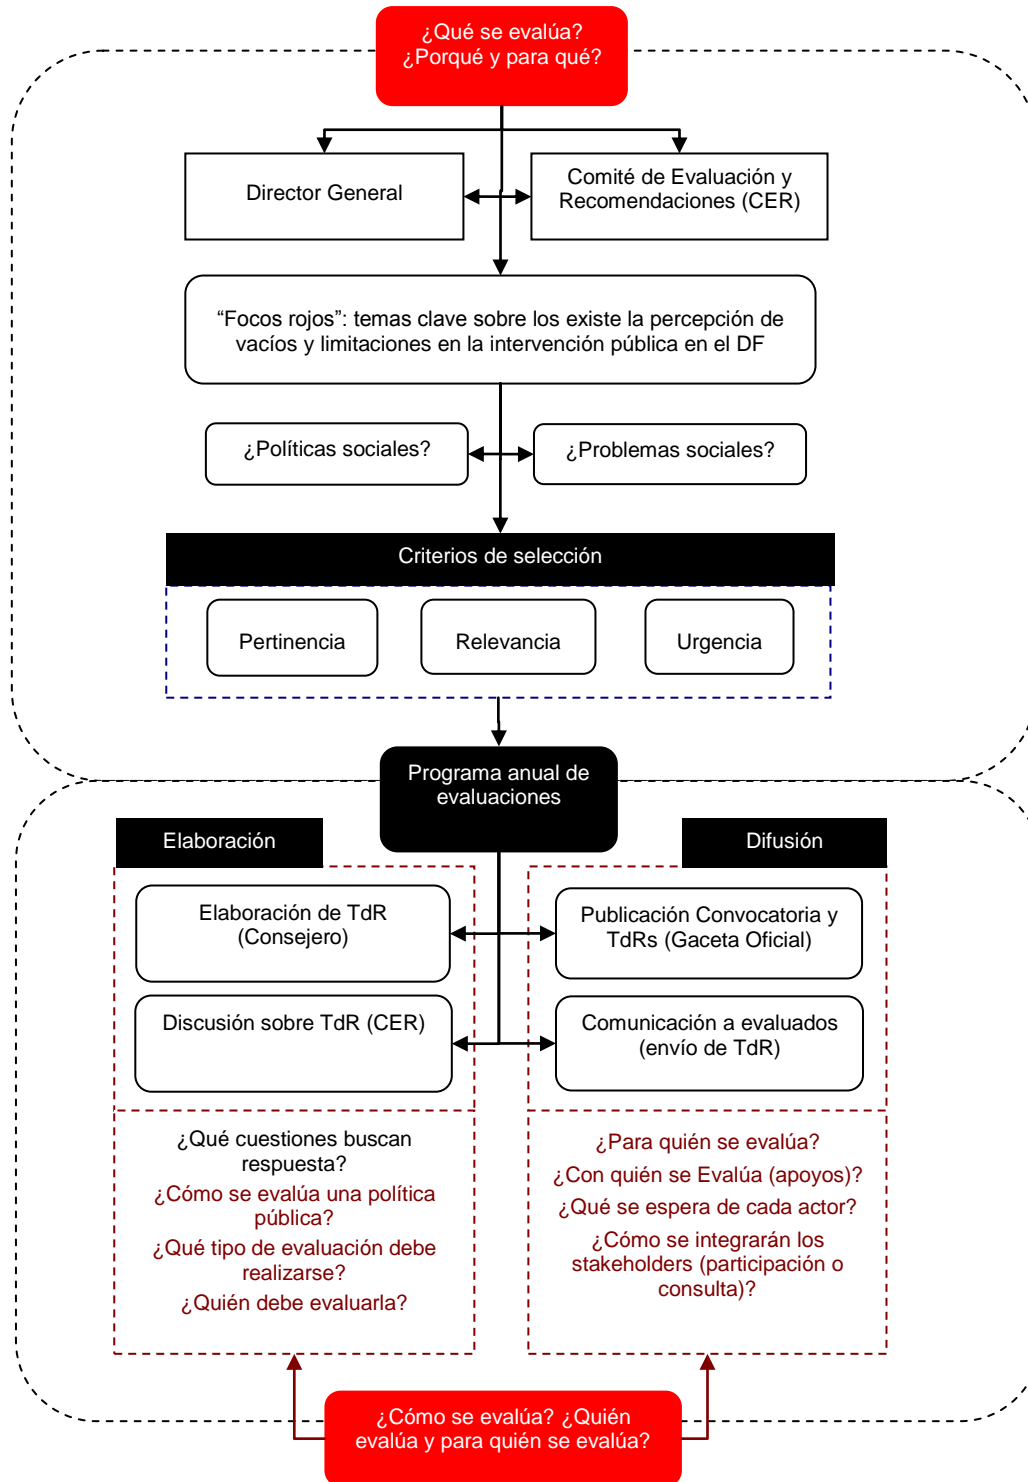 ¿Qué se evalúa?
¿Porqué y para qué?
Director General
Comité de Evaluación y
Recomendaciones (CER)
“Focos rojos”: temas clave sobre los existe la percepción de
vacíos y limitaciones en la intervención pública en el DF
¿Políticas sociales?
¿Problemas sociales?
Criterios de selección
Pertinencia
Relevancia
Urgencia
Programa anual de
evaluaciones
Elaboración
Elaboración de TdR
(Consejero)
Discusión sobre TdR (CER)
¿Qué cuestiones buscan
respuesta?
¿Cómo se evalúa una política
pública?
¿Qué tipo de evaluación debe
realizarse?
¿Quién debe evaluarla?
Difusión
Publicación Convocatoria y
TdRs (Gaceta Oficial)
Comunicación a evaluados
(envío de TdR)
¿Para quién se evalúa?
¿Con quién se Evalúa (apoyos)?
¿Qué se espera de cada actor?
¿Cómo se integrarán los
stakeholders (participación o
consulta)?
¿Cómo se evalúa? ¿Quién
evalúa y para quién se evalúa?